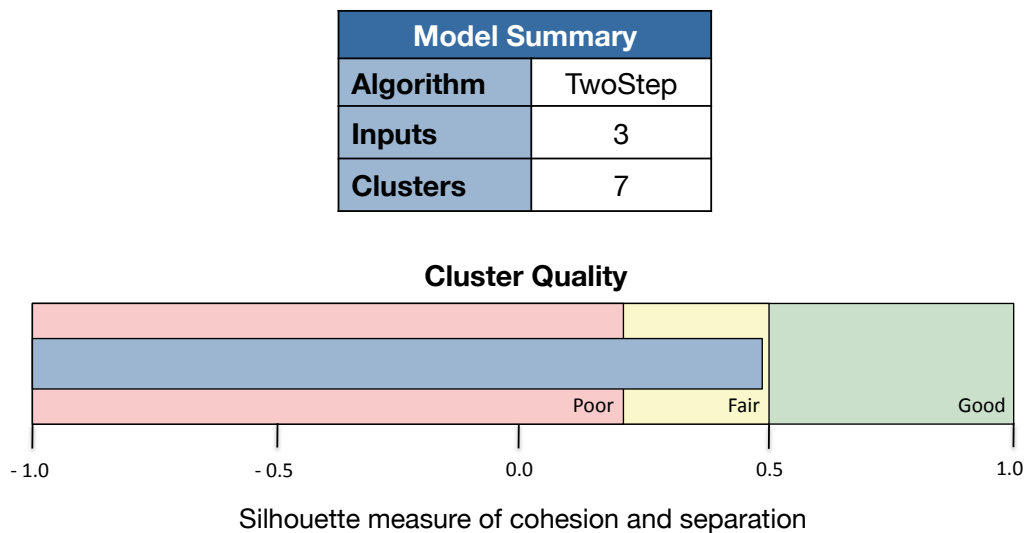 Model Summary
Algorithm TwoStep
Inputs 3
Clusters 7
Cluster Quality
Poor Fair Good
- 1.0 - 0.5 0.0 0.5 1.0
Silhouette measure of cohesion and separation